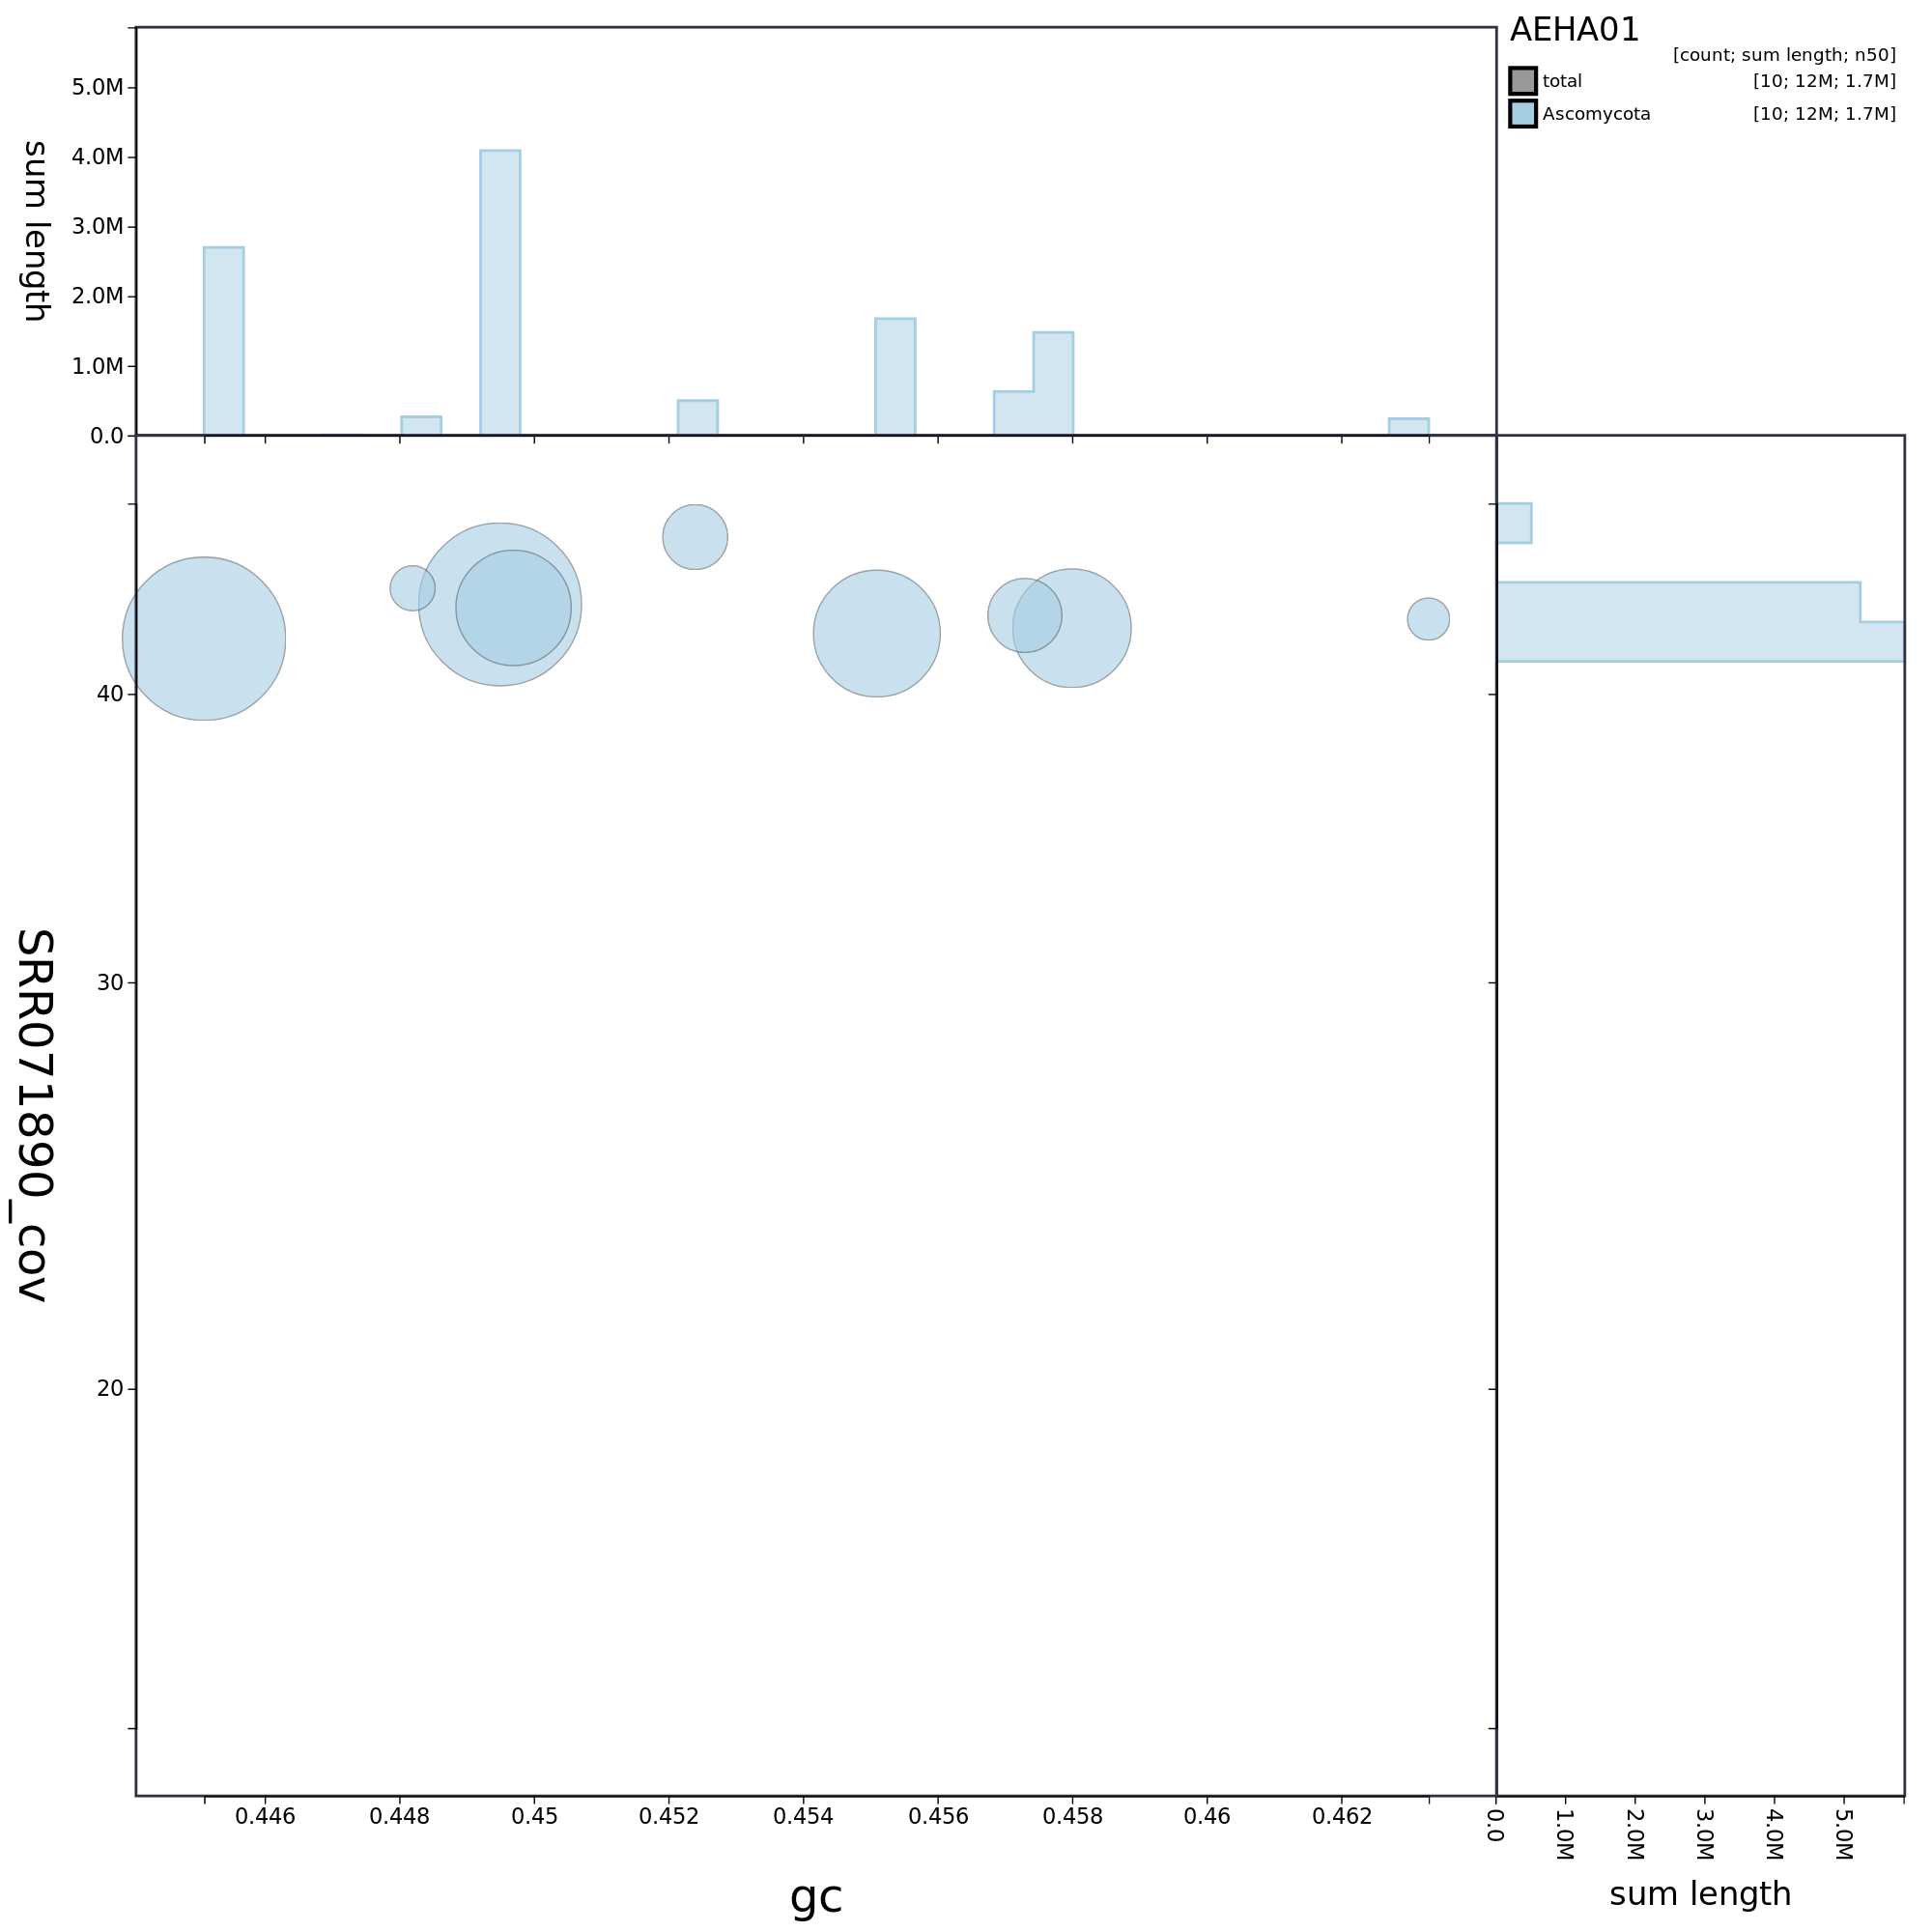 AEHA01
[count; sum length; n50]
total [10; 12M; 1.7M]
Ascomycota [10; 12M; 1.7M]
sum length
5.0M
4.0M
3.0M
2.0M
1.0M
0.0
SRR071890_cov
40
30
20
0.446 0.448 0.45 0.452 0.454 0.456 0.458 0.46 0.462
gc
0.0 1.0M 2.0M 3.0M 4.0M 5.0M
sum length